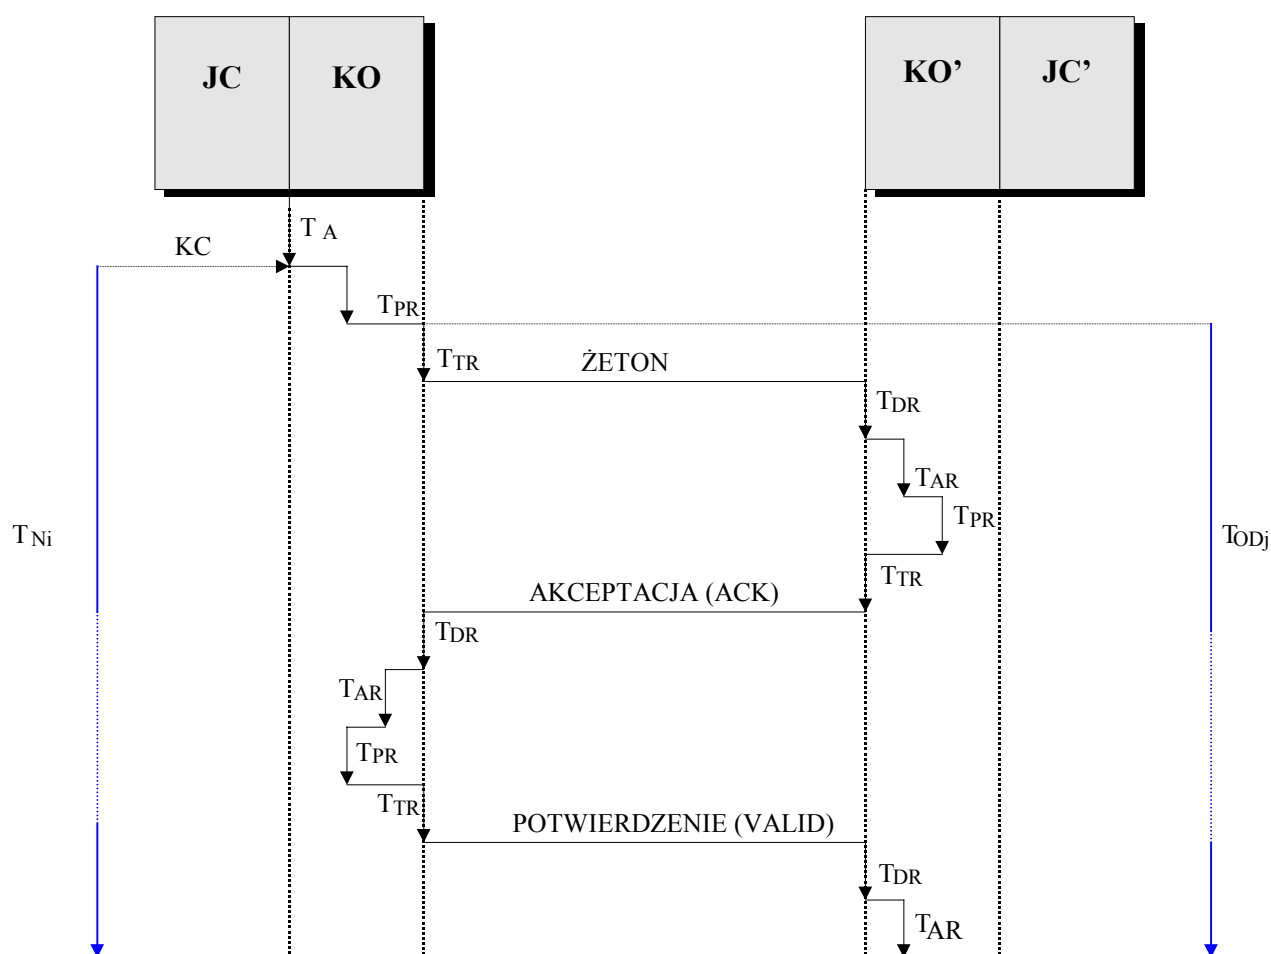 JC KO KO’ JC’
T A
KC
TPR
TTR ŻETON
TDR
TAR
TPR
TNi TODj
TTR
AKCEPTACJA (ACK)
TDR
TAR
TPR
TTR
POTWIERDZENIE (VALID)
TDR
TAR